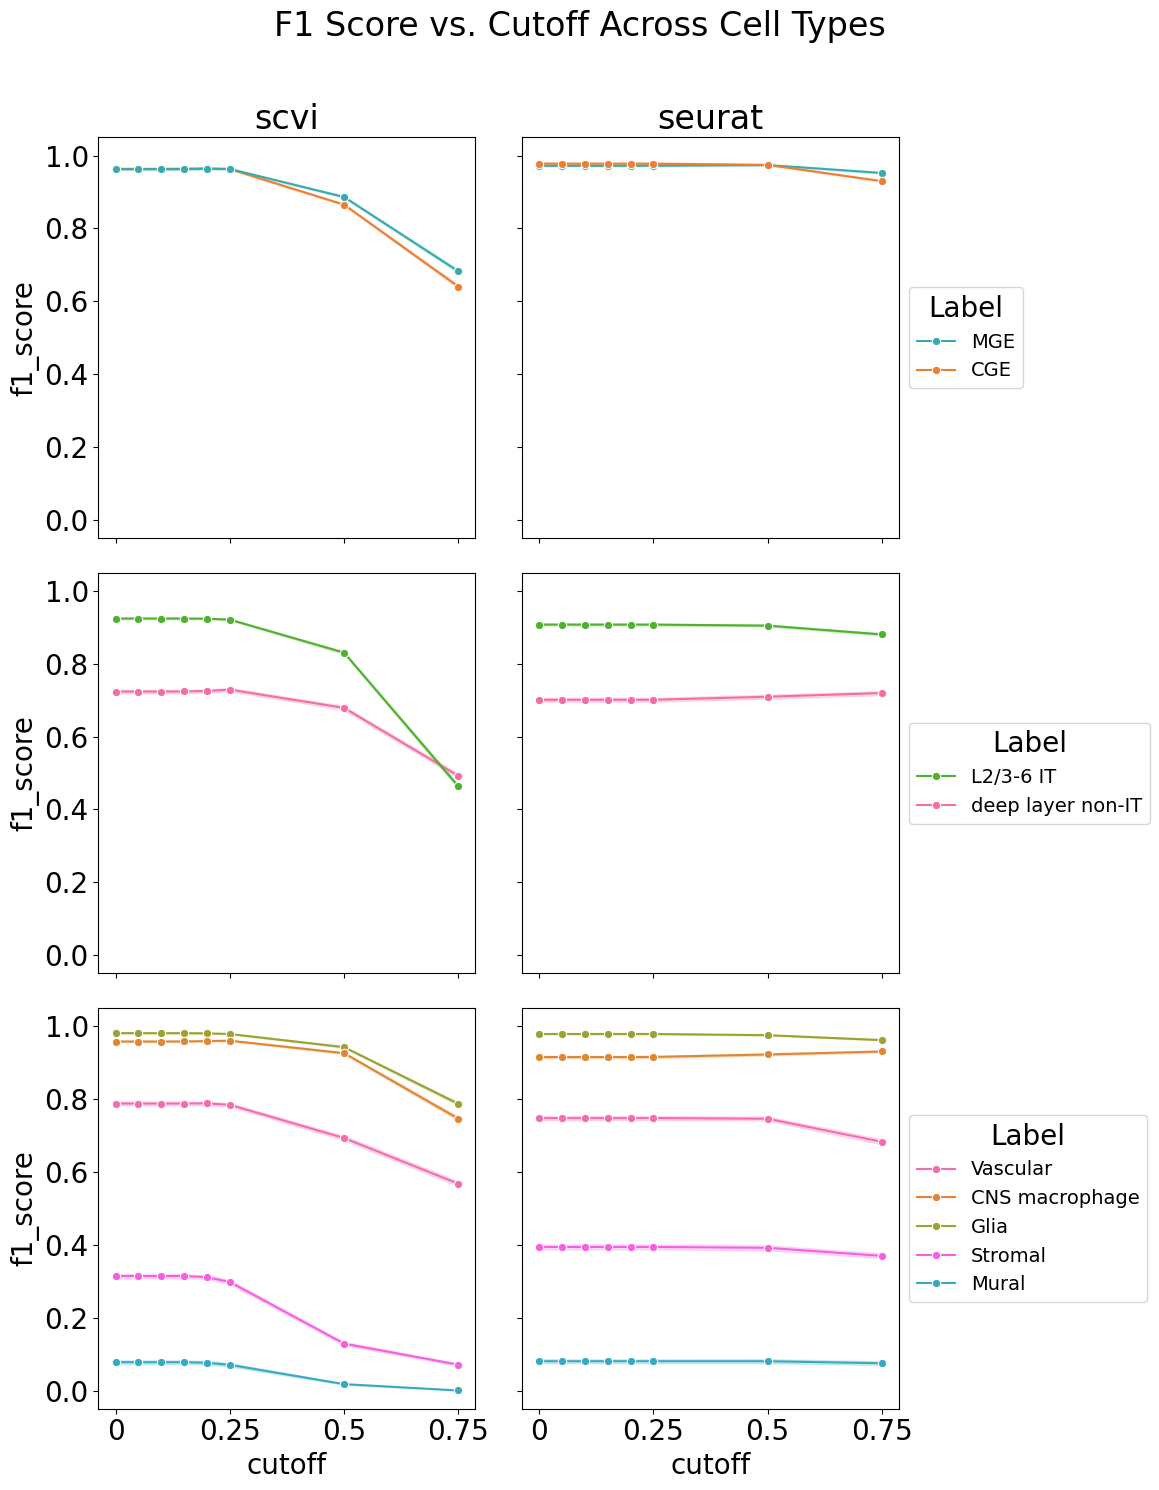 F1 Score vs. Cutoff Across Cell Types
scvi
seurat
1.0
0.8
0.6
0.4
0.2
0.0
f1_score
Label
MGE
CGE
1.0
0.8
0.6
0.4
0.2
0.0
f1_score
Label
L2/3-6 IT
deep layer non-IT
1.0
0.8
0.6
0.4
0.2
0.0
f1_score
Label
Vascular
CNS macrophage
Glia
Stromal
Mural
0 0.25 0.5 0.75
cutoff
0 0.25 0.5 0.75
cutoff